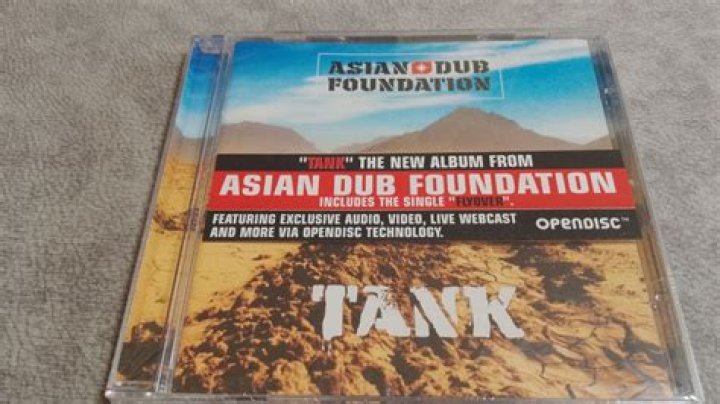 ASIAN DUB
FOUNDATION
"TANK" THE NEW ALBUM FROM
ASIAN DUB FOUNDATION
INCLUDES THE SINGLE "FLYOVER".
FEATURING EXCLUSIVE AUDIO, VIDEO, LIVE WEBCAST
AND MORE VIA OPENDISC TECHNOLOGY.
OPENDISC™
TANK